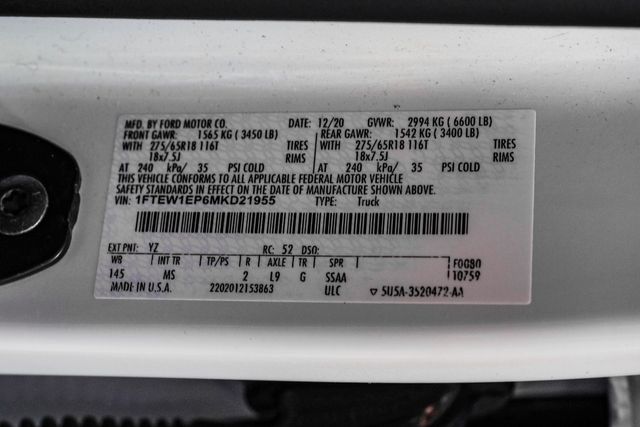 MFD. BY FORD MOTOR CO. 12/20 GVWR: 2994 KG ( 6600 LB)
FRONT GAWR: 1565 KG ( 3450 LB) REAR GAWR: 1542 KG ( 3400 LB)
WITH 275/65R18 116T TIRES WITH 275/65R18 116T TIRES
18x7.5J RIMS 18x7.5J RIMS
AT 240 kPa/ 35 PSI COLD AT 240 kPa/ 35 PSI COLD
THIS VEHICLE CONFORMS TO ALL APPLICABLE FEDERAL MOTOR VEHICLE
SAFETY STANDARDS IN EFFECT ON THE DATE OF MANUFACTURE SHOWN ABOVE.
VIN: 1FTEW1EP6MKD21955 TYPE: Truck
EXT PNT: YZ RC: 52 DSO: F0080
WB INT TR TP/PS R AXLE TR SPR 10759
145 MS 2 L9 G SSAA
MADE IN U.S.A. 2202012153863 ULC 5U5A-3520472-AA